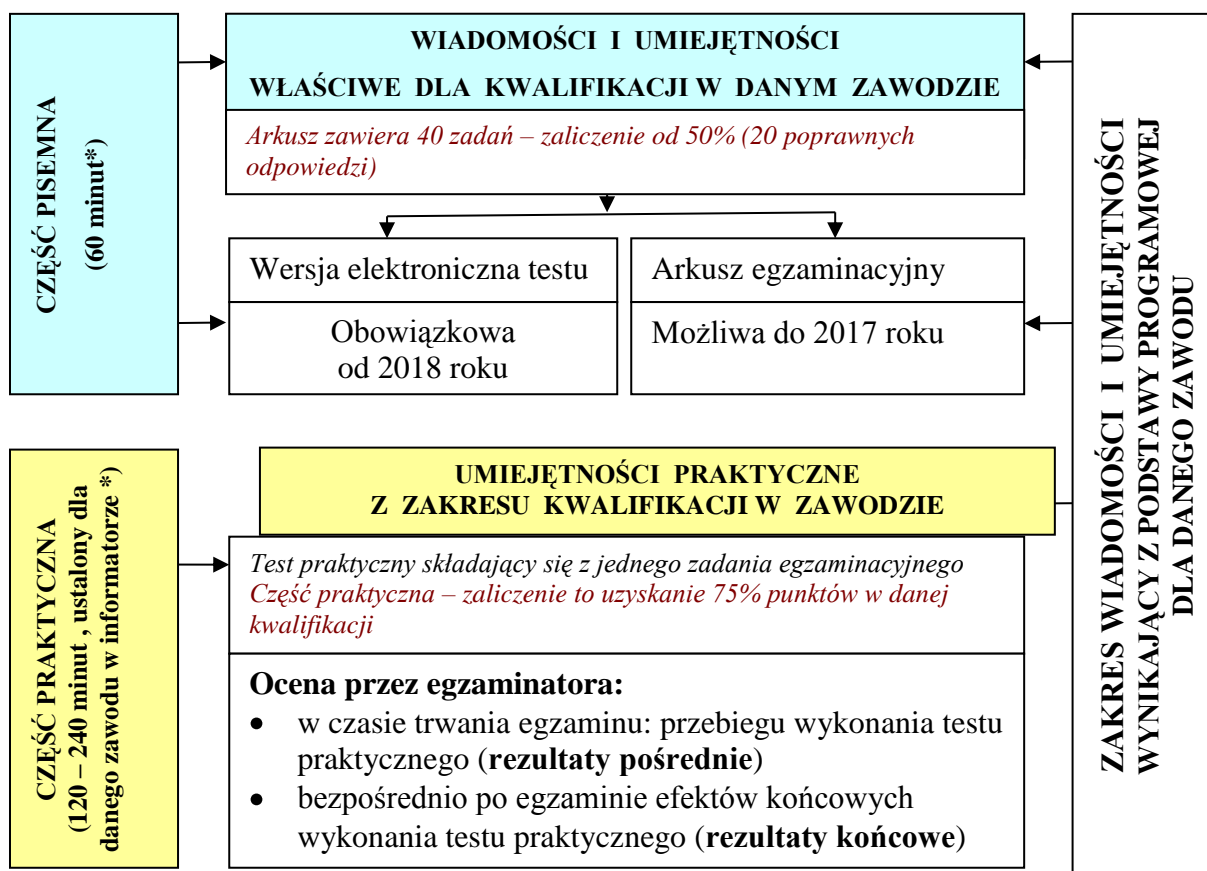 CZĘŚĆ PISEMNA
(60 minut*)
WIADOMOŚCI I UMIEJĘTNOŚCI
WŁAŚCIWE DLA KWALIFIKACJI W DANYM ZAWODZIE
Arkusz zawiera 40 zadań – zaliczenie od 50% (20 poprawnych
odpowiedzi)
Wersja elektroniczna testu
Obowiązkowa
od 2018 roku
Arkusz egzaminacyjny
Możliwa do 2017 roku
CZĘŚĆ PRAKTYCZNA
(120 – 240 minut , ustalony dla
danego zawodu w informatorze *)
UMIEJĘTNOŚCI PRAKTYCZNE
Z ZAKRESU KWALIFIKACJI W ZAWODZIE
Test praktyczny składający się z jednego zadania egzaminacyjnego
Część praktyczna – zaliczenie to uzyskanie 75% punktów w danej
kwalifikacji
Ocena przez egzaminatora:
• w czasie trwania egzaminu: przebiegu wykonania testu
praktycznego (rezultaty pośrednie)
• bezpośrednio po egzaminie efektów końcowych
wykonania testu praktycznego (rezultaty końcowe)
ZAKRES WIADOMOŚCI I UMIEJĘTNOŚCI
WYNIKAJĄCY Z PODSTAWY PROGRAMOWEJ
DLA DANEGO ZAWODU